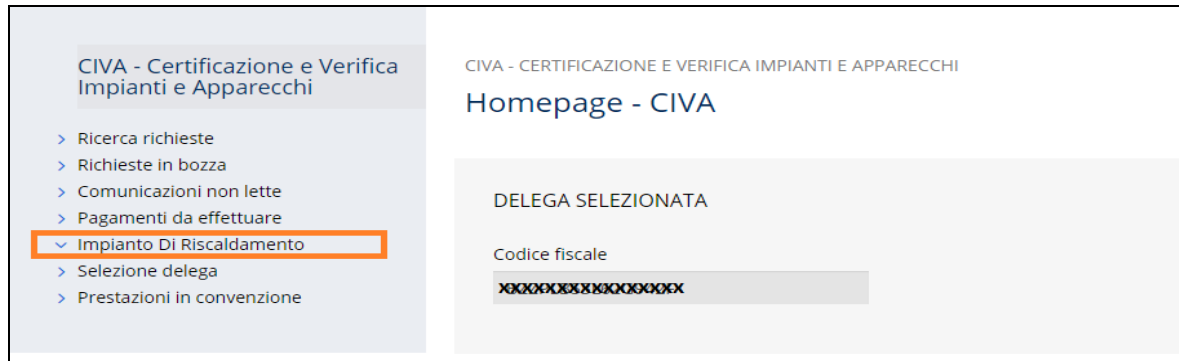 CIVA - Certificazione e Verifica
Impianti e Apparecchi
Ricerca richieste
Richieste in bozza
Comunicazioni non lette
Pagamenti da effettuare
Impianto Di Riscaldamento
Selezione delega
Prestazioni in convenzione
CIVA - CERTIFICAZIONE E VERIFICA IMPIANTI E APPARECCHI
Homepage - CIVA
DELEGA SELEZIONATA
Codice fiscale